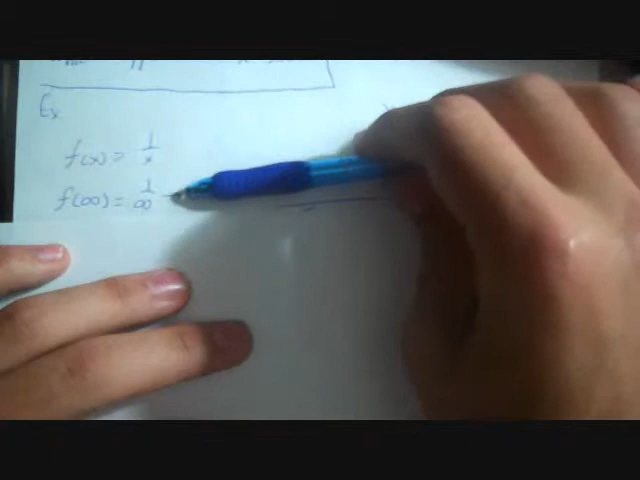 Ex
f(x) = 1/x
f(∞) = 1/∞